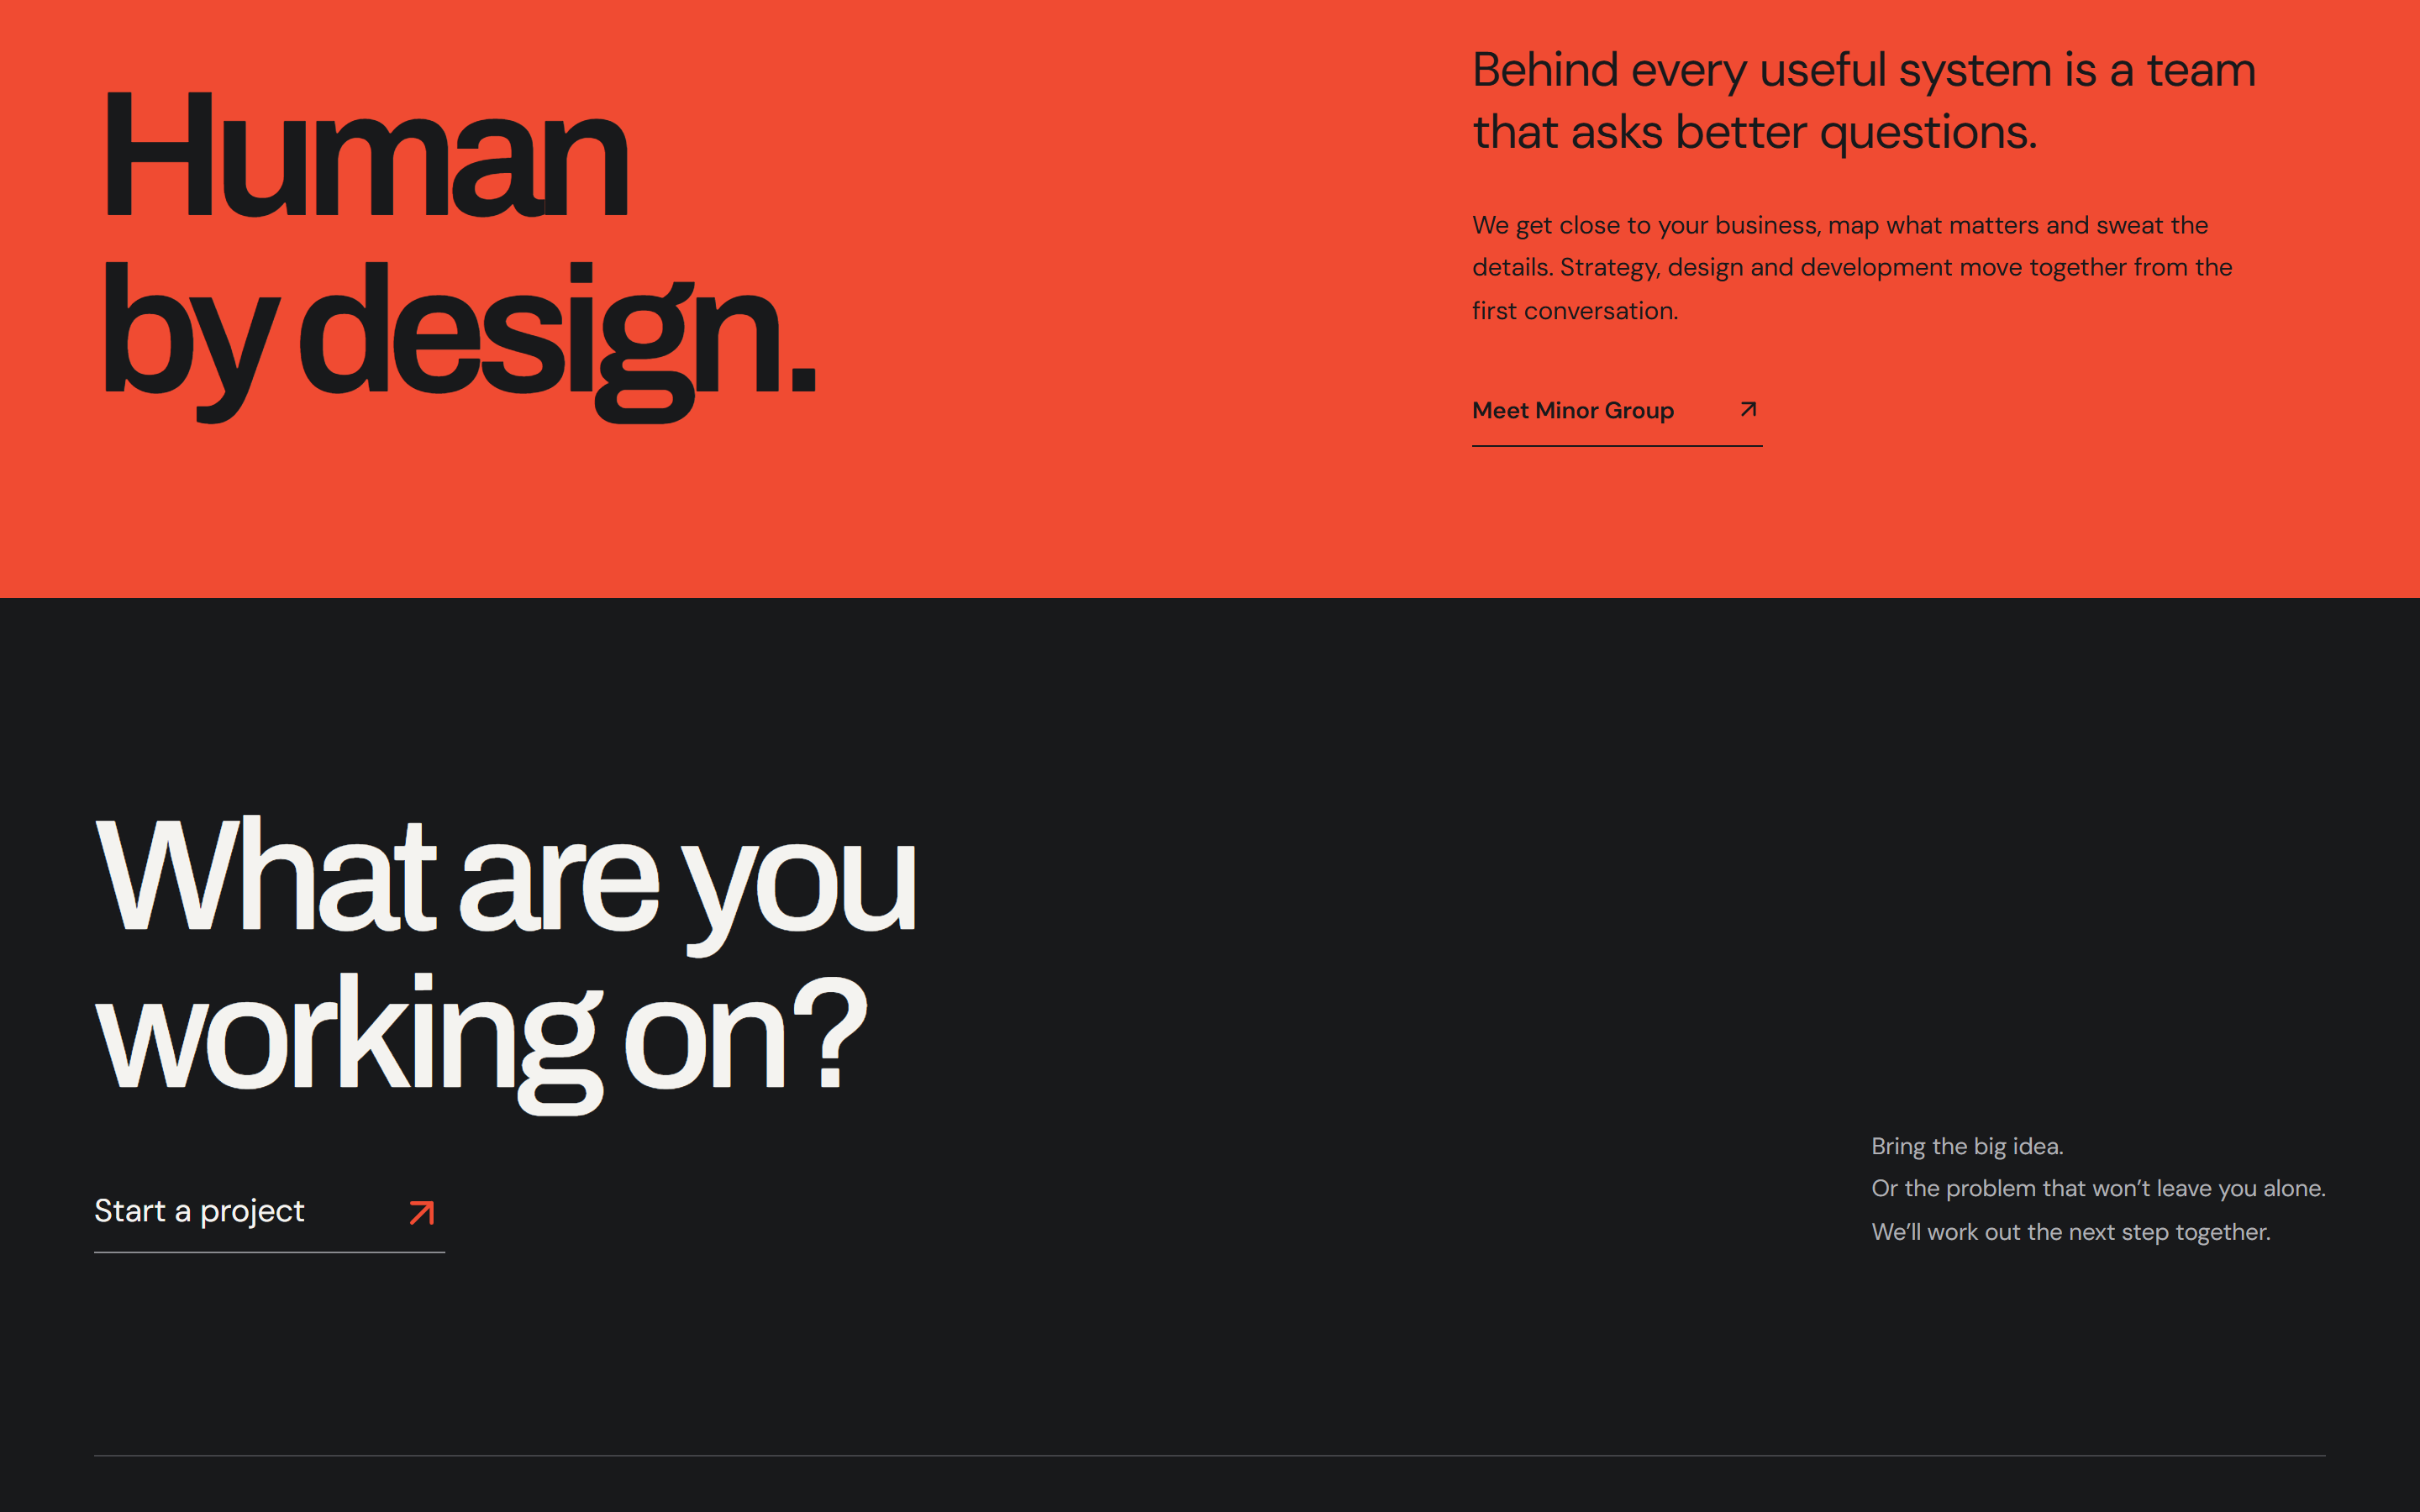 Human
by design.
Behind every useful system is a team
that asks better questions.
We get close to your business, map what matters and sweat the
details. Strategy, design and development move together from the
first conversation.
Meet Minor Group
What are you
working on?
Start a project
Bring the big idea.
Or the problem that won’t leave you alone.
We’ll work out the next step together.